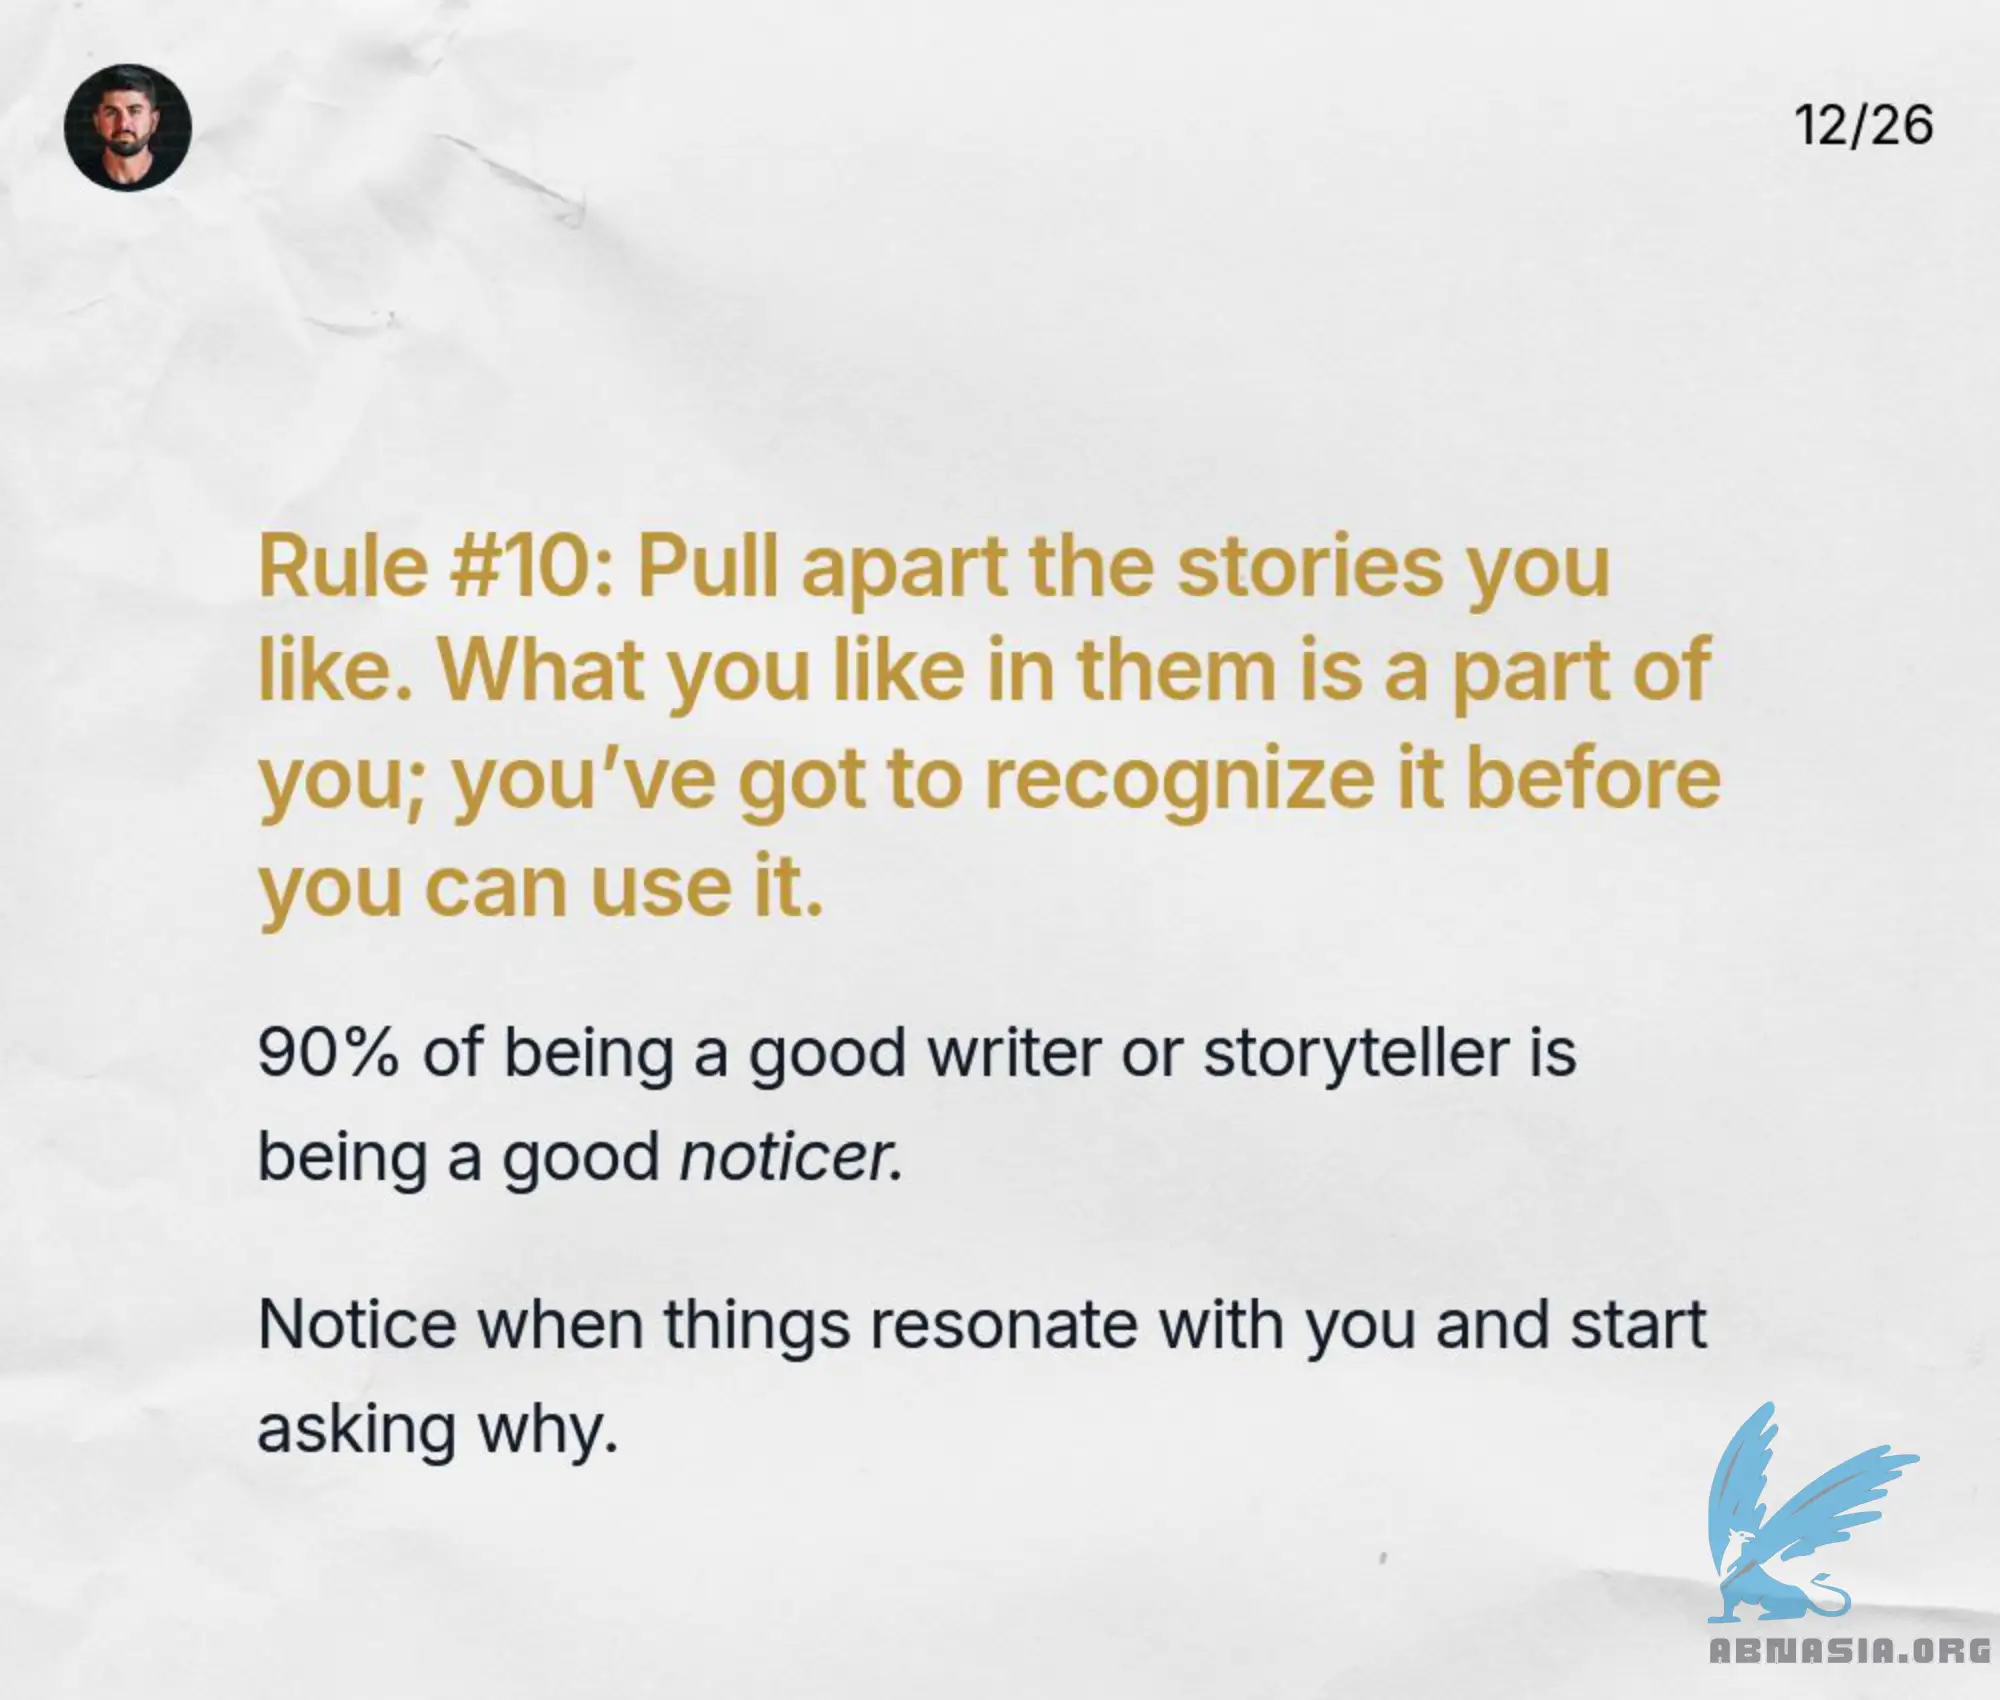 12/26
Rule #10: Pull apart the stories you
like. What you like in them is a part of
you; you’ve got to recognize it before
you can use it.
90% of being a good writer or storyteller is
being a good noticer.
Notice when things resonate with you and start
asking why.
ABNASIA.ORG